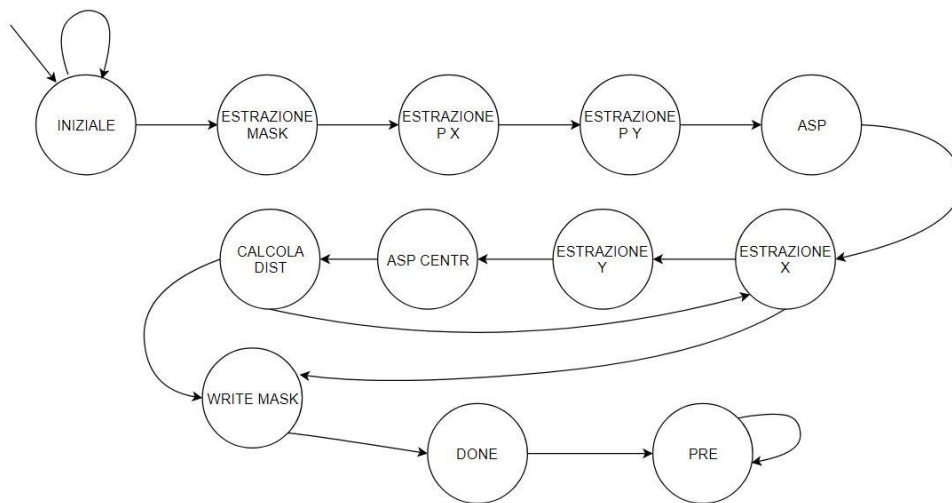 INIZIALE
ESTRAZIONE
MASK
ESTRAZIONE
P X
ESTRAZIONE
P Y
ASP
CALCOLA
DIST
ASP CENTR
ESTRAZIONE
Y
ESTRAZIONE
X
WRITE MASK
DONE
PRE